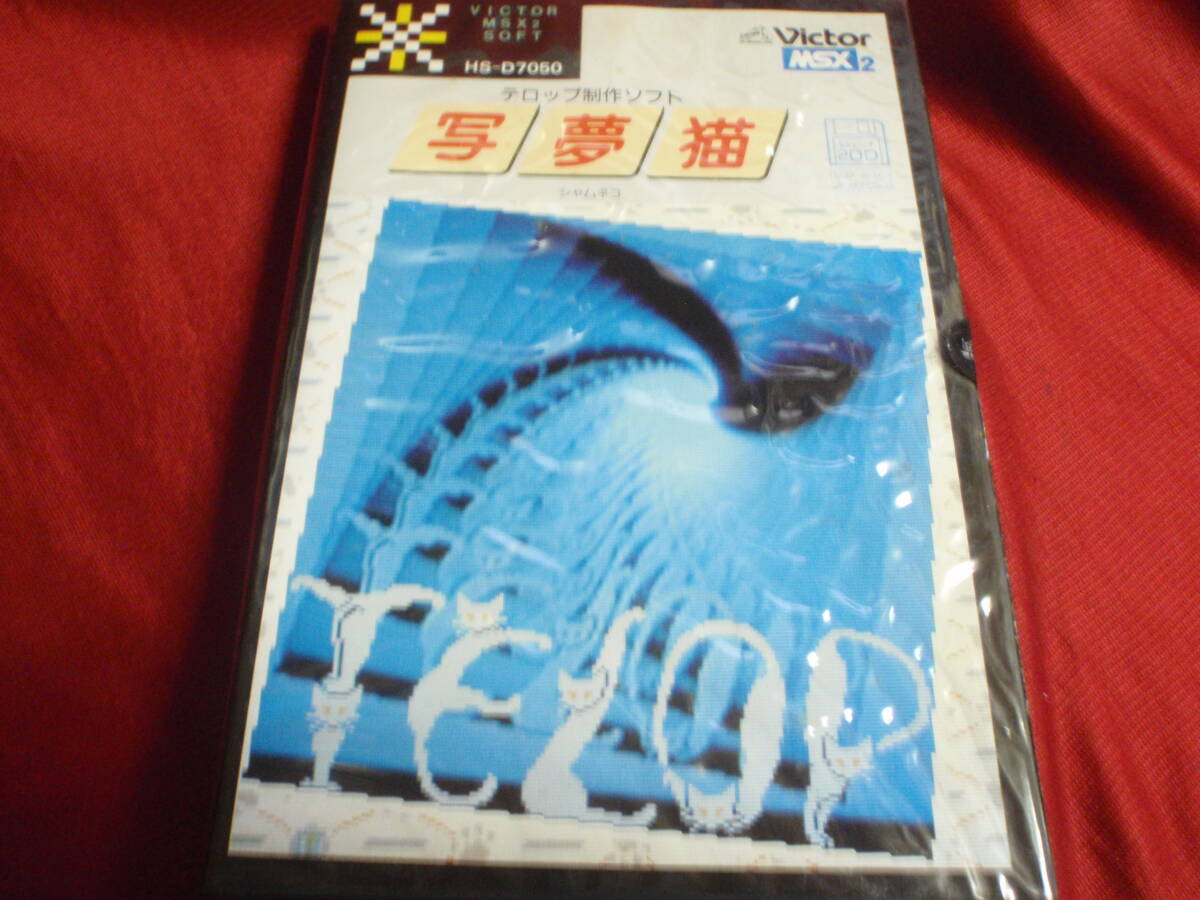 VICTOR
MSX2
SOFT
HS-D7050
Victor
MSX2
テロップ制作ソフト
写夢猫
シャムネコ
2DD
TELOP